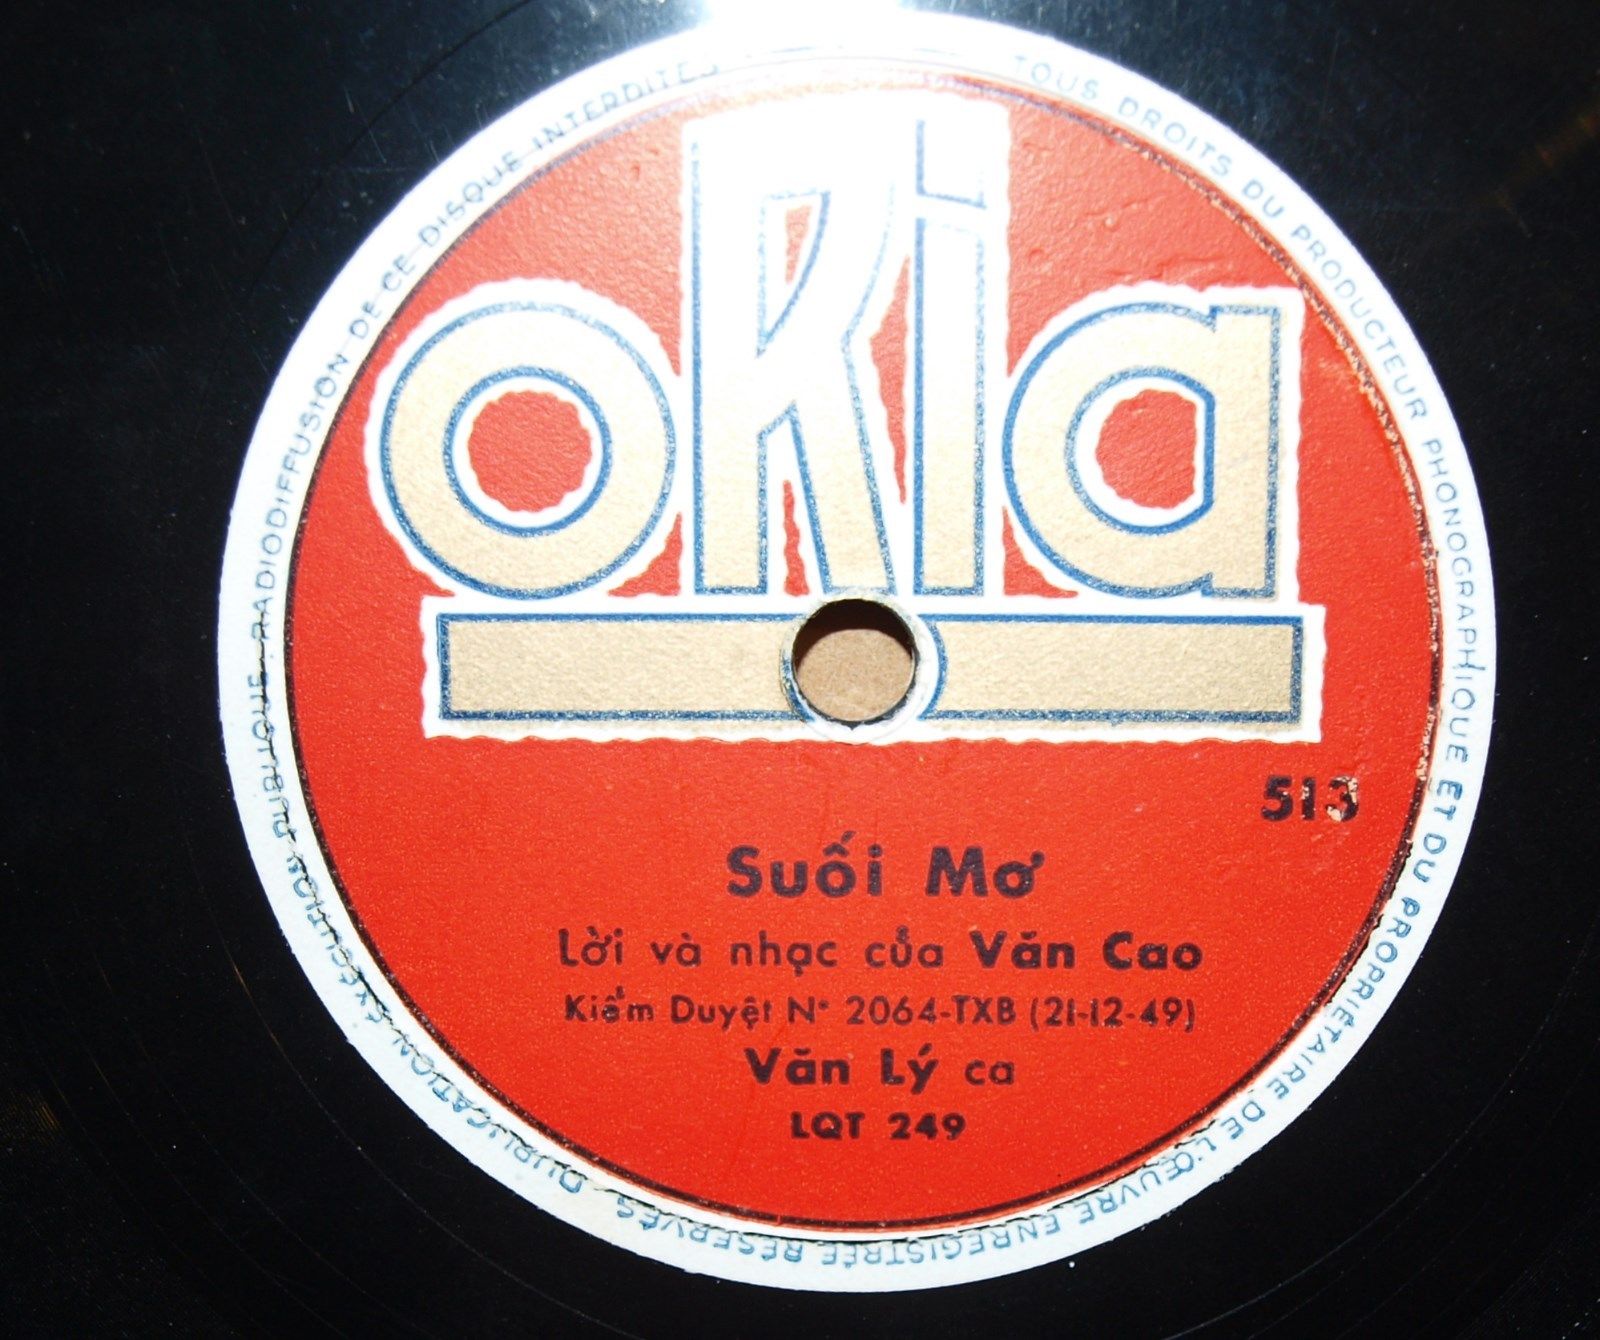 TOUS DROITS DU PRODUCTEUR PHONOGRAPHIQUE ET DU PROPRIÉTAIRE DE L'ŒUVRE ENREGISTRÉE RÉSERVÉS. DUPLICATION, EXÉCUTION PUBLIQUE, RADIODIFFUSION DE CE DISQUE INTERDITES
oRia
513
Suối Mơ
Lời và nhạc của Văn Cao
Kiểm Duyệt N° 2064-TXB (21-12-49)
Văn Lý ca
LQT 249